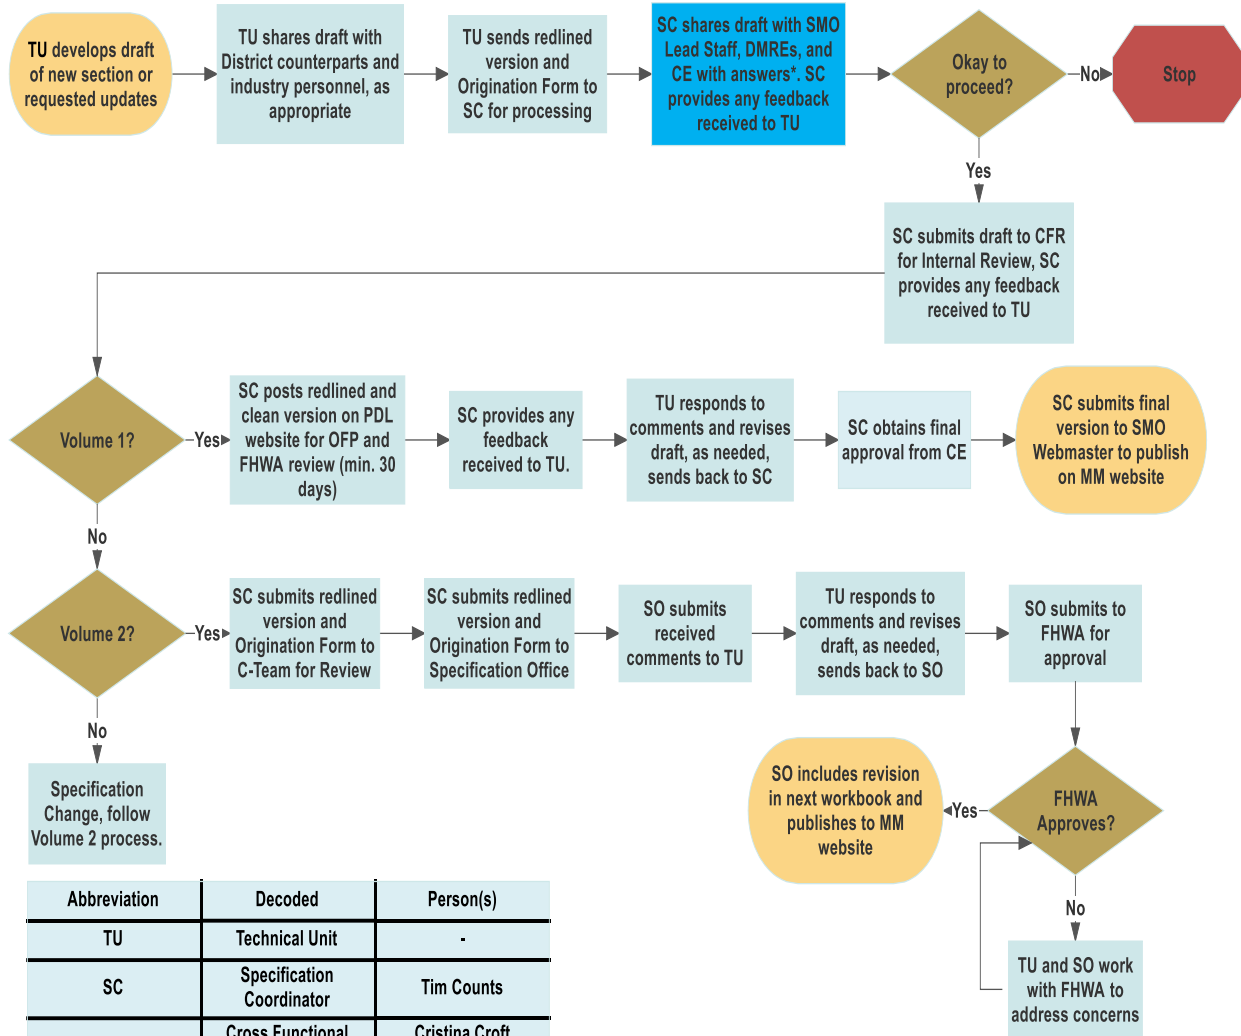 TU develops draft
of new section or
requested updates
TU shares draft with
District counterparts and
industry personnel, as
appropriate
TU sends redlined
version and
Origination Form to
SC for processing
SC shares draft with SMO
Lead Staff, DMREs, and
CE with answers*. SC
provides any feedback
received to TU
Okay to
proceed?
No
Stop
Yes
SC submits draft to CFR
for Internal Review, SC
provides any feedback
received to TU
Volume 1?
Yes
SC posts redlined and
clean version on PDL
website for OFP and
FHWA review (min. 30
days)
SC provides any
feedback
received to TU.
TU responds to
comments and revises
draft, as needed,
sends back to SC
SC obtains final
approval from CE
SC submits final
version to SMO
Webmaster to publish
on MM website
No
Volume 2?
Yes
SC submits redlined
version and
Origination Form to
C-Team for Review
SC submits redlined
version and
Origination Form to
Specification Office
SO submits
received
comments to TU
TU responds to
comments and revises
draft, as needed,
sends back to SO
SO submits to
FHWA for
approval
No
Specification
Change, follow
Volume 2 process.
FHWA
Approves?
Yes
SO includes revision
in next workbook and
publishes to MM
website
No
TU and SO work
with FHWA to
address concerns
Abbreviation
Decoded
Person(s)
TU
Technical Unit
-
SC
Specification
Coordinator
Tim Counts
Cross Functional
Cristina Croft